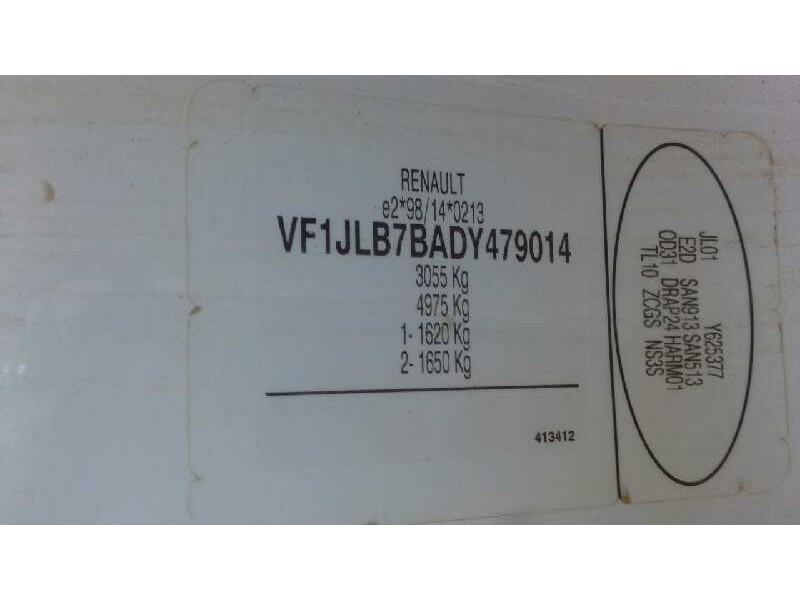 RENAULT
e2*98/14*0213
VF1JLB7BADY479014
3055 Kg
4975 Kg
1- 1620 Kg
2- 1650 Kg
413412
JL01 Y625377
E2D SAN913 SAN513
OD31 DRAP24 HARM01
TL10 ZCGS NS3S